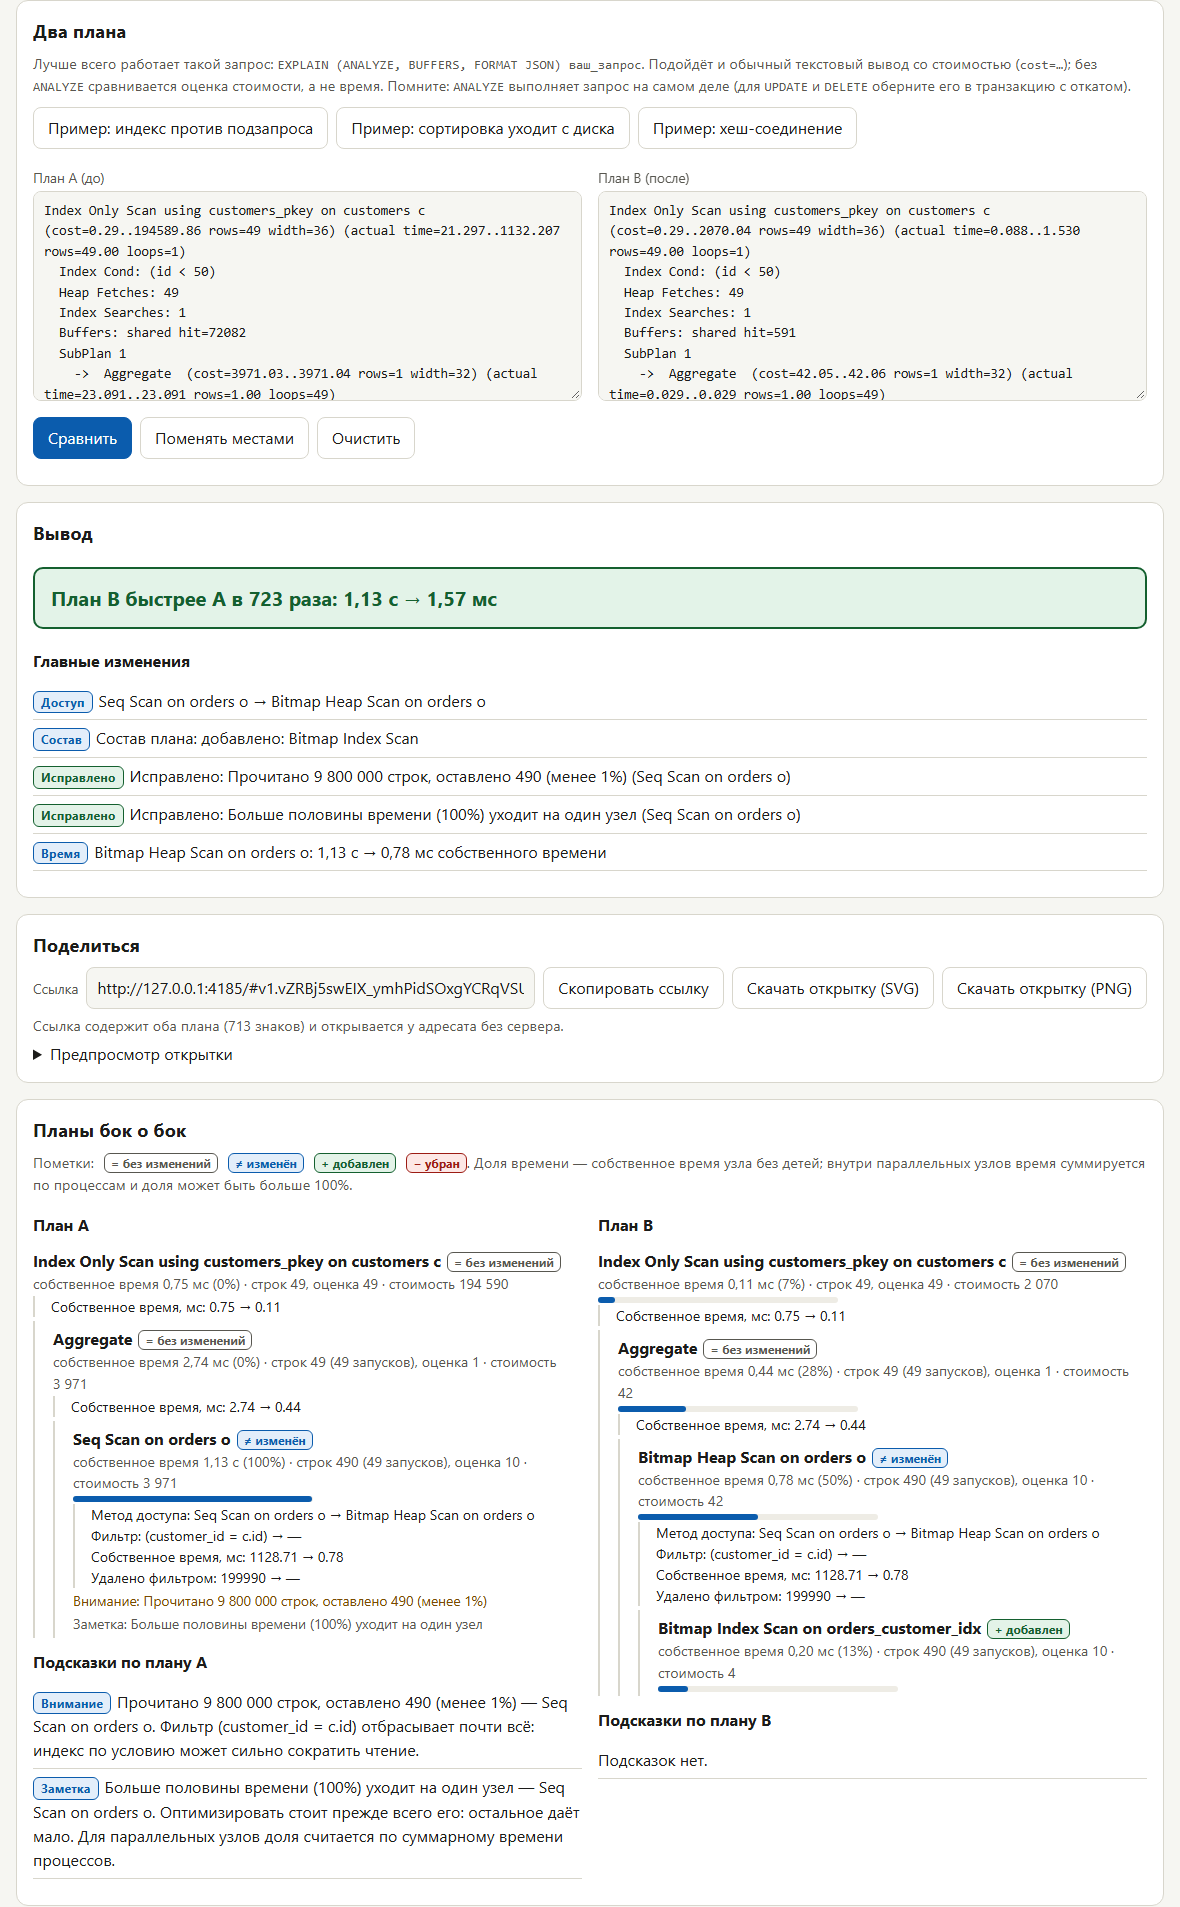 Два плана
Лучше всего работает такой запрос: EXPLAIN (ANALYZE, BUFFERS, FORMAT JSON) ваш_запрос. Подойдёт и обычный текстовый вывод со стоимостью (cost=…); без
ANALYZE сравнивается оценка стоимости, а не время. Помните: ANALYZE выполняет запрос на самом деле (для UPDATE и DELETE оберните его в транзакцию с откатом).
Пример: индекс против подзапроса
Пример: сортировка уходит с диска
Пример: хеш-соединение
План A (до)
Index Only Scan using customers_pkey on customers c
(cost=0.29..194589.86 rows=49 width=36) (actual time=21.297..1132.207
rows=49.00 loops=1)
Index Cond: (id < 50)
Heap Fetches: 49
Index Searches: 1
Buffers: shared hit=72082
SubPlan 1
->  Aggregate  (cost=3971.03..3971.04 rows=1 width=32) (actual
time=23.091..23.091 rows=1.00 loops=49)
План B (после)
Index Only Scan using customers_pkey on customers c
(cost=0.29..2070.04 rows=49 width=36) (actual time=0.088..1.530
rows=49.00 loops=1)
Index Cond: (id < 50)
Heap Fetches: 49
Index Searches: 1
Buffers: shared hit=591
SubPlan 1
->  Aggregate  (cost=42.05..42.06 rows=1 width=32) (actual
time=0.029..0.029 rows=1.00 loops=49)
Сравнить
Поменять местами
Очистить
Вывод
План B быстрее A в 723 раза: 1,13 с → 1,57 мс
Главные изменения
Доступ Seq Scan on orders o → Bitmap Heap Scan on orders o
Состав Состав плана: добавлено: Bitmap Index Scan
Исправлено Исправлено: Прочитано 9 800 000 строк, оставлено 490 (менее 1%) (Seq Scan on orders o)
Исправлено Исправлено: Больше половины времени (100%) уходит на один узел (Seq Scan on orders o)
Время Bitmap Heap Scan on orders o: 1,13 с → 0,78 мс собственного времени
Поделиться
Ссылка http://127.0.0.1:4185/#v1.vZRBj5swEIX_ymhPidSOxgYCRqVSU
Скопировать ссылку
Скачать открытку (SVG)
Скачать открытку (PNG)
Ссылка содержит оба плана (713 знаков) и открывается у адресата без сервера.
▶ Предпросмотр открытки
Планы бок о бок
Пометки: = без изменений ≠ изменён + добавлен − убран. Доля времени — собственное время узла без детей; внутри параллельных узлов время суммируется
по процессам и доля может быть больше 100%.
План A
Index Only Scan using customers_pkey on customers c = без изменений
собственное время 0,75 мс (0%) · строк 49, оценка 49 · стоимость 194 590
Собственное время, мс: 0.75 → 0.11
Aggregate = без изменений
собственное время 2,74 мс (0%) · строк 49 (49 запусков), оценка 1 · стоимость
3 971
Собственное время, мс: 2.74 → 0.44
Seq Scan on orders o ≠ изменён
собственное время 1,13 с (100%) · строк 490 (49 запусков), оценка 10 ·
стоимость 3 971
Метод доступа: Seq Scan on orders o → Bitmap Heap Scan on orders o
Фильтр: (customer_id = c.id) → —
Собственное время, мс: 1128.71 → 0.78
Удалено фильтром: 199990 → —
Внимание: Прочитано 9 800 000 строк, оставлено 490 (менее 1%)
Заметка: Больше половины времени (100%) уходит на один узел
Подсказки по плану A
Внимание Прочитано 9 800 000 строк, оставлено 490 (менее 1%) — Seq
Scan on orders o. Фильтр (customer_id = c.id) отбрасывает почти всё:
индекс по условию может сильно сократить чтение.
Заметка Больше половины времени (100%) уходит на один узел — Seq
Scan on orders o. Оптимизировать стоит прежде всего его: остальное даёт
мало. Для параллельных узлов доля считается по суммарному времени
процессов.
План B
Index Only Scan using customers_pkey on customers c = без изменений
собственное время 0,11 мс (7%) · строк 49, оценка 49 · стоимость 2 070
Собственное время, мс: 0.75 → 0.11
Aggregate = без изменений
собственное время 0,44 мс (28%) · строк 49 (49 запусков), оценка 1 · стоимость
42
Собственное время, мс: 2.74 → 0.44
Bitmap Heap Scan on orders o ≠ изменён
собственное время 0,78 мс (50%) · строк 490 (49 запусков), оценка 10 ·
стоимость 42
Метод доступа: Seq Scan on orders o → Bitmap Heap Scan on orders o
Фильтр: (customer_id = c.id) → —
Собственное время, мс: 1128.71 → 0.78
Удалено фильтром: 199990 → —
Bitmap Index Scan on orders_customer_idx + добавлен
собственное время 0,20 мс (13%) · строк 490 (49 запусков), оценка 10 ·
стоимость 4
Подсказки по плану B
Подсказок нет.